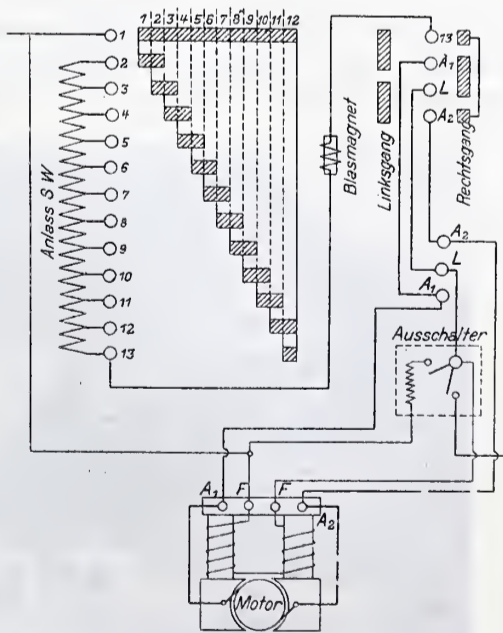 1 2 3 4 5 6 7 8 9 10 11 12
1
2
3
4
5
6
7
8
9
10
11
12
13
Anlass S W
Blasmagnet
Linksgang
Rechtsgang
13
A1
L
A2
A2
L
A1
Ausschalter
A1 F F A2
Motor